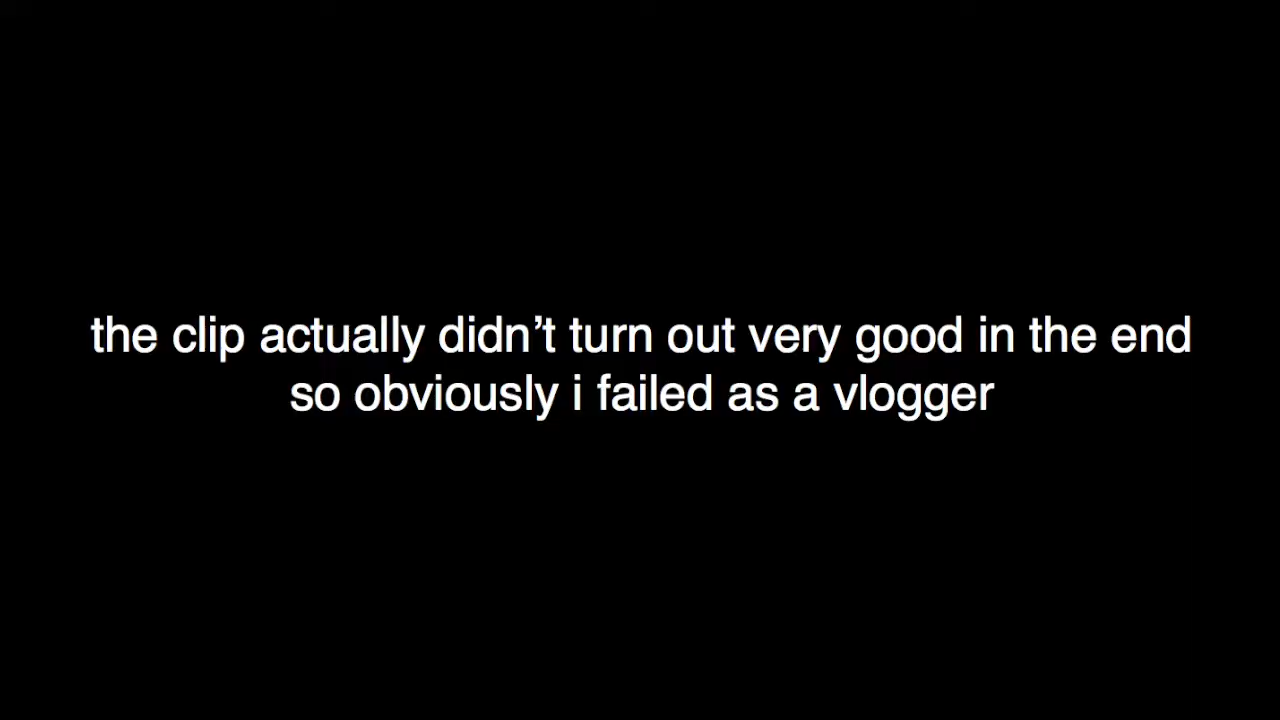 the clip actually didn’t turn out very good in the end
so obviously i failed as a vlogger